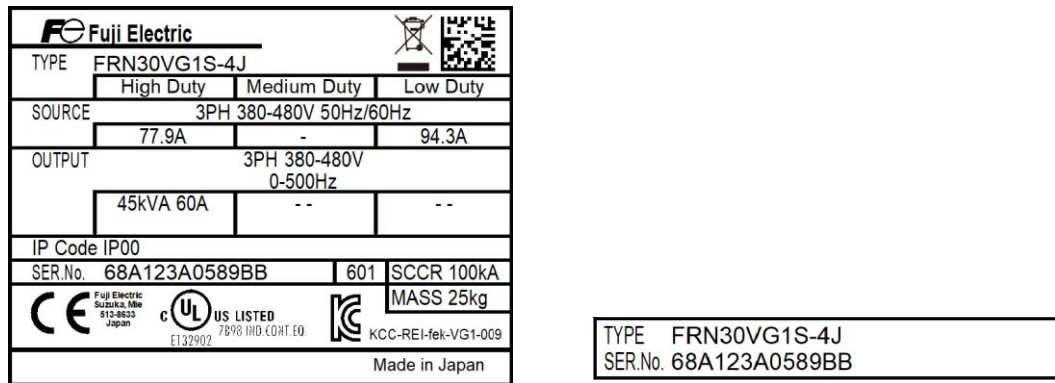 Fe Fuji Electric
TYPE FRN30VG1S-4J
High Duty Medium Duty Low Duty
SOURCE 3PH 380-480V 50Hz/60Hz
77.9A - 94.3A
OUTPUT 3PH 380-480V
0-500Hz
45kVA 60A - - - -
IP Code IP00
SER.No. 68A123A0589BB 601 SCCR 100kA
MASS 25kg
CE
Fuji Electric
Suzuka, Mie
513-8633
Japan
C UL US LISTED
E132902 7B98 IND.CONT.EQ.
KCC-REI-fek-VG1-009
Made in Japan
TYPE FRN30VG1S-4J
SER.No. 68A123A0589BB